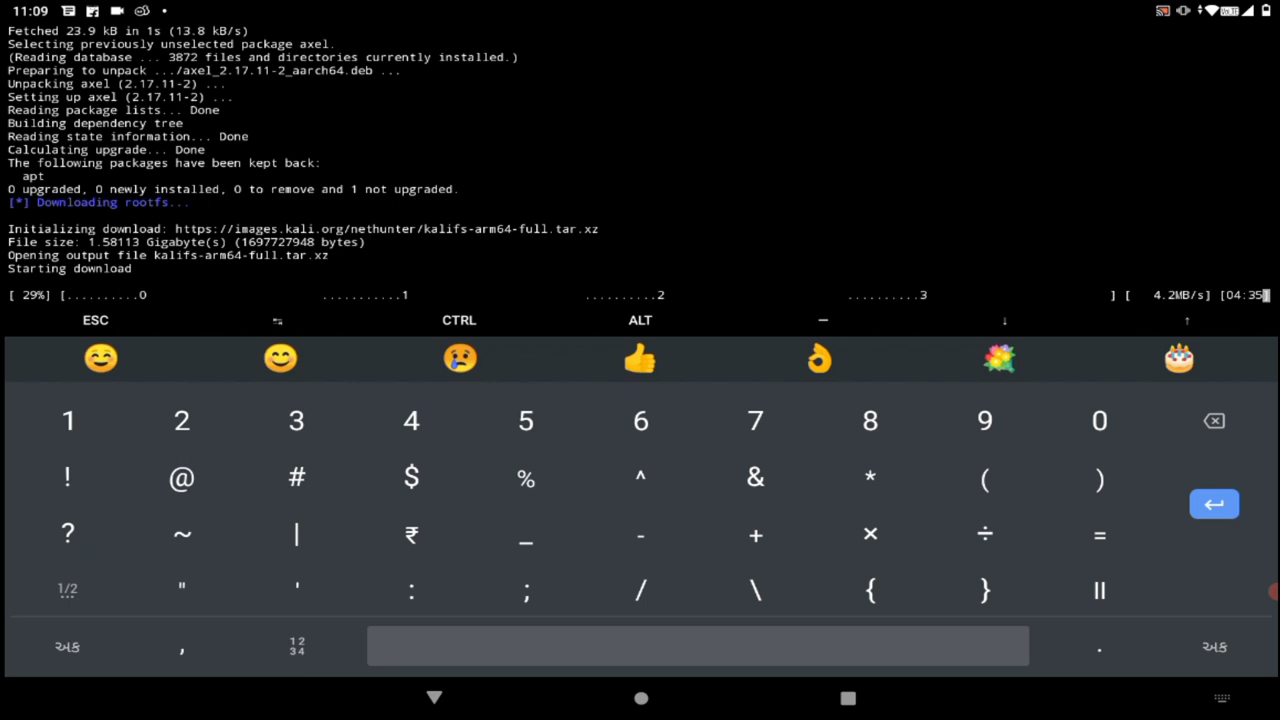 11:09
Fetched 23.9 kB in 1s (13.8 kB/s)
Selecting previously unselected package axel.
(Reading database ... 3872 files and directories currently installed.)
Preparing to unpack .../axel_2.17.11-2_aarch64.deb ...
Unpacking axel (2.17.11-2) ...
Setting up axel (2.17.11-2) ...
Reading package lists... Done
Building dependency tree
Reading state information... Done
Calculating upgrade... Done
The following packages have been kept back:
apt
0 upgraded, 0 newly installed, 0 to remove and 1 not upgraded.
[*] Downloading rootfs...
Initializing download: https://images.kali.org/nethunter/kalifs-arm64-full.tar.xz
File size: 1.58113 Gigabyte(s) (1697727948 bytes)
Opening output file kalifs-arm64-full.tar.xz
Starting download
[ 29%] [..........0 ..........1 ..........2 ..........3 ] [ 4.2MB/s] [04:35]
ESC CTRL ALT – ↓ ↑
1 2 3 4 5 6 7 8 9 0
! @ # $ % ^ & * ( )
? ~ | ₹ _ - + × ÷ =
1/2 " ' : ; / \ { } ॥
અક , 12 34 . અક